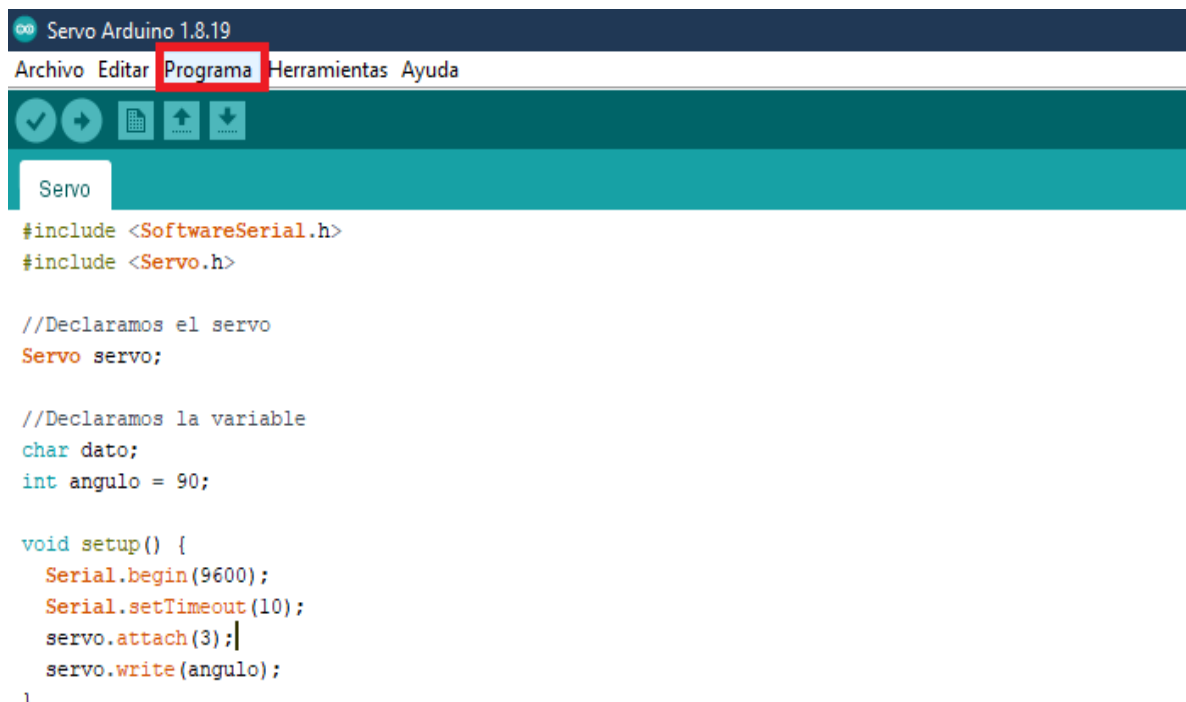 Servo Arduino 1.8.19
Archivo Editar Programa Herramientas Ayuda
Servo
#include <SoftwareSerial.h>
#include <Servo.h>
//Declaramos el servo
Servo servo;
//Declaramos la variable
char dato;
int angulo = 90;
void setup() {
  Serial.begin(9600);
  Serial.setTimeout(10);
  servo.attach(3);
  servo.write(angulo);
}